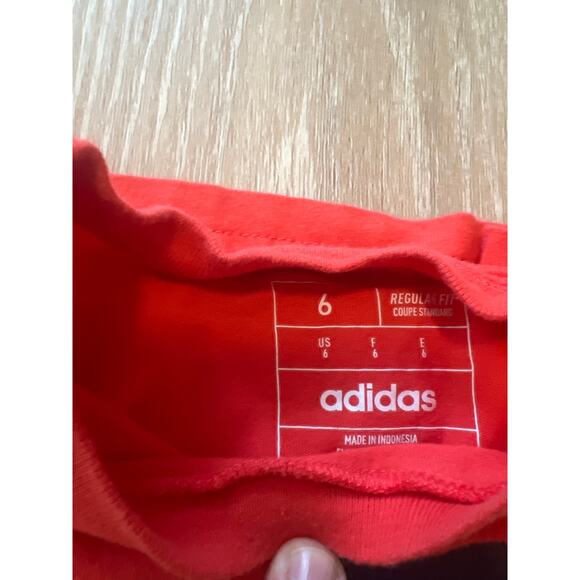 6
REGULAR FIT
COUPE STANDARD
US F E
6 6 6
adidas
MADE IN INDONESIA